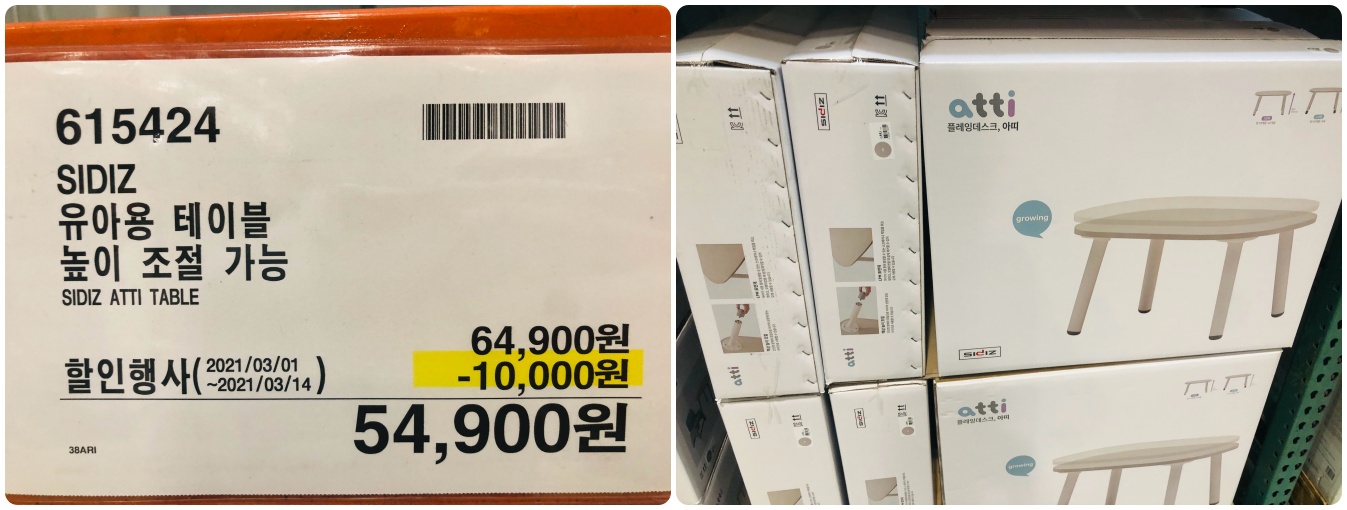 615424
SIDIZ
유아용 테이블
높이 조절 가능
SIDIZ ATTI TABLE
64,900원
할인행사( 2021/03/01 ~2021/03/14 )
-10,000원
54,900원
38ARI
SIDIZ
atti
atti
플레잉데스크, 아띠
growing
SIDIZ
SIDIZ
atti
SIDIZ
atti
플레잉데스크, 아띠
growing